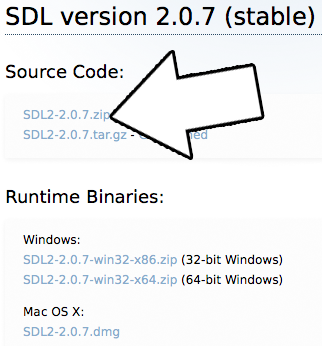 SDL version 2.0.7 (stable)
Source Code:
SDL2-2.0.7.zip
SDL2-2.0.7.tar.gz -
Runtime Binaries:
Windows:
SDL2-2.0.7-win32-x86.zip (32-bit Windows)
SDL2-2.0.7-win32-x64.zip (64-bit Windows)
Mac OS X:
SDL2-2.0.7.dmg